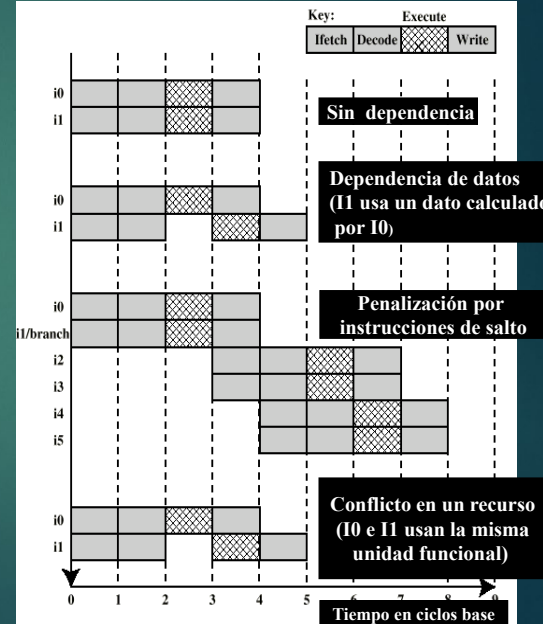 Key: Execute
Ifetch Decode Write
i0
i1
Sin dependencia
i0
i1
Dependencia de datos
(I1 usa un dato calculado
por I0)
i0
i1/branch
i2
i3
i4
i5
Penalización por
instrucciones de salto
i0
i1
Conflicto en un recurso
(I0 e I1 usan la misma
unidad funcional)
0 1 2 3 4 5 6 7 8 9
Tiempo en ciclos base